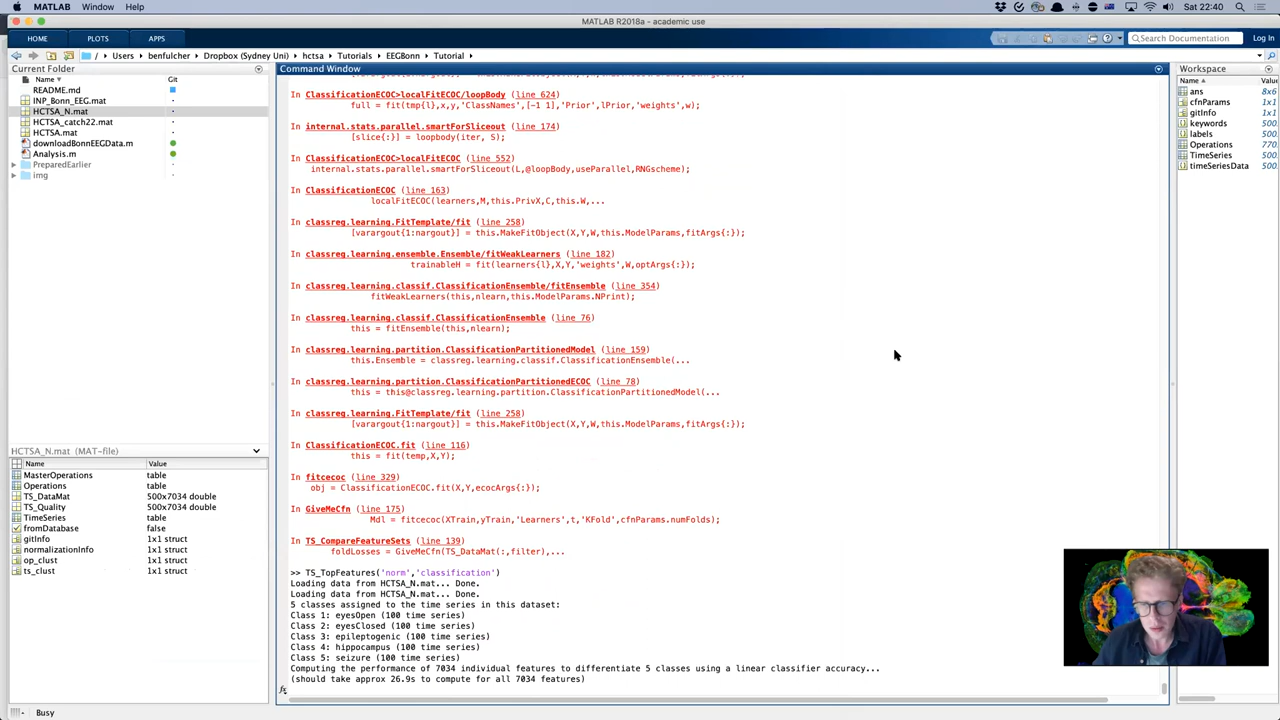 MATLAB Window Help
Sat 22:40
MATLAB R2018a - academic use
HOME PLOTS APPS
Search Documentation Log In
/ Users benfulcher Dropbox (Sydney Uni) hctsa Tutorials EEGBonn Tutorial
Current Folder
Name Git
README.md
INP_Bonn_EEG.mat
HCTSA_N.mat
HCTSA_catch22.mat
HCTSA.mat
downloadBonnEEGData.m
Analysis.m
PreparedEarlier
img
HCTSA_N.mat (MAT-file)
Name Value
MasterOperations table
Operations table
TS_DataMat 500x7034 double
TS_Quality 500x7034 double
TimeSeries table
fromDatabase false
gitInfo 1x1 struct
normalizationInfo 1x1 struct
op_clust 1x1 struct
ts_clust 1x1 struct
Busy
Command Window
In ClassificationECOC>localFitECOC/loopBody (line 624)
full = fit(tmp{l},x,y,'ClassNames',[-1 1],'Prior',lPrior,'weights',w);
In internal.stats.parallel.smartForSliceout (line 174)
[slice{:}] = loopbody(iter, S);
In ClassificationECOC>localFitECOC (line 552)
internal.stats.parallel.smartForSliceout(L,@loopBody,useParallel,RNGscheme);
In ClassificationECOC (line 163)
localFitECOC(learners,M,this.PrivX,C,this.W,...
In classreg.learning.FitTemplate/fit (line 258)
[varargout{1:nargout}] = this.MakeFitObject(X,Y,W,this.ModelParams,fitArgs{:});
In classreg.learning.ensemble.Ensemble/fitWeakLearners (line 182)
trainableH = fit(learners{l},X,Y,'weights',W,optArgs{:});
In classreg.learning.classif.ClassificationEnsemble/fitEnsemble (line 354)
fitWeakLearners(this,nlearn,this.ModelParams.NPrint);
In classreg.learning.classif.ClassificationEnsemble (line 76)
this = fitEnsemble(this,nlearn);
In classreg.learning.partition.ClassificationPartitionedModel (line 159)
this.Ensemble = classreg.learning.classif.ClassificationEnsemble(...
In classreg.learning.partition.ClassificationPartitionedECOC (line 78)
this = this@classreg.learning.partition.ClassificationPartitionedModel(...
In classreg.learning.FitTemplate/fit (line 258)
[varargout{1:nargout}] = this.MakeFitObject(X,Y,W,this.ModelParams,fitArgs{:});
In ClassificationECOC.fit (line 116)
this = fit(temp,X,Y);
In fitcecoc (line 329)
obj = ClassificationECOC.fit(X,Y,ecocArgs{:});
In GiveMeCfn (line 175)
Mdl = fitcecoc(XTrain,yTrain,'Learners',t,'KFold',cfnParams.numFolds);
In TS_CompareFeatureSets (line 139)
foldLosses = GiveMeCfn(TS_DataMat(:,filter),...
>> TS_TopFeatures('norm','classification')
Loading data from HCTSA_N.mat... Done.
Loading data from HCTSA_N.mat... Done.
5 classes assigned to the time series in this dataset:
Class 1: eyesOpen (100 time series)
Class 2: eyesClosed (100 time series)
Class 3: epileptogenic (100 time series)
Class 4: hippocampus (100 time series)
Class 5: seizure (100 time series)
Computing the performance of 7034 individual features to differentiate 5 classes using a linear classifier accuracy...
(should take approx 26.9s to compute for all 7034 features)
fx
Workspace
Name Value
ans 8x6
cfnParams 1x1
gitInfo 1x1
keywords 500.
labels 500.
Operations 770.
TimeSeries 500.
timeSeriesData 500.